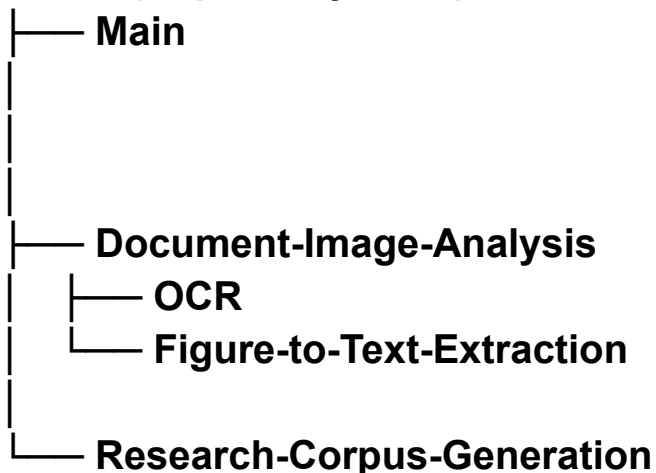 ├── Main
│
│
│
├── Document-Image-Analysis
│   ├── OCR
│   └── Figure-to-Text-Extraction
│
└── Research-Corpus-Generation